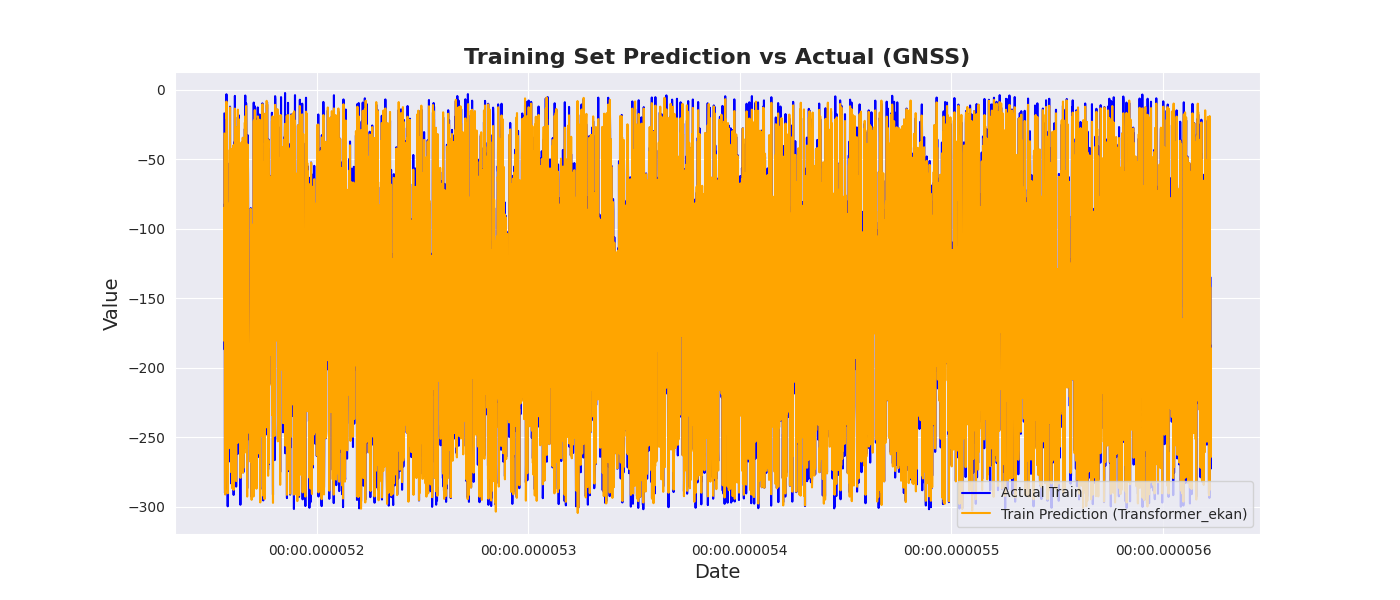 Training Set Prediction vs Actual (GNSS)
0
−50
−100
−150
−200
−250
−300
Value
Actual Train
Train Prediction (Transformer_ekan)
00:00.000052
00:00.000053
00:00.000054
00:00.000055
00:00.000056
Date